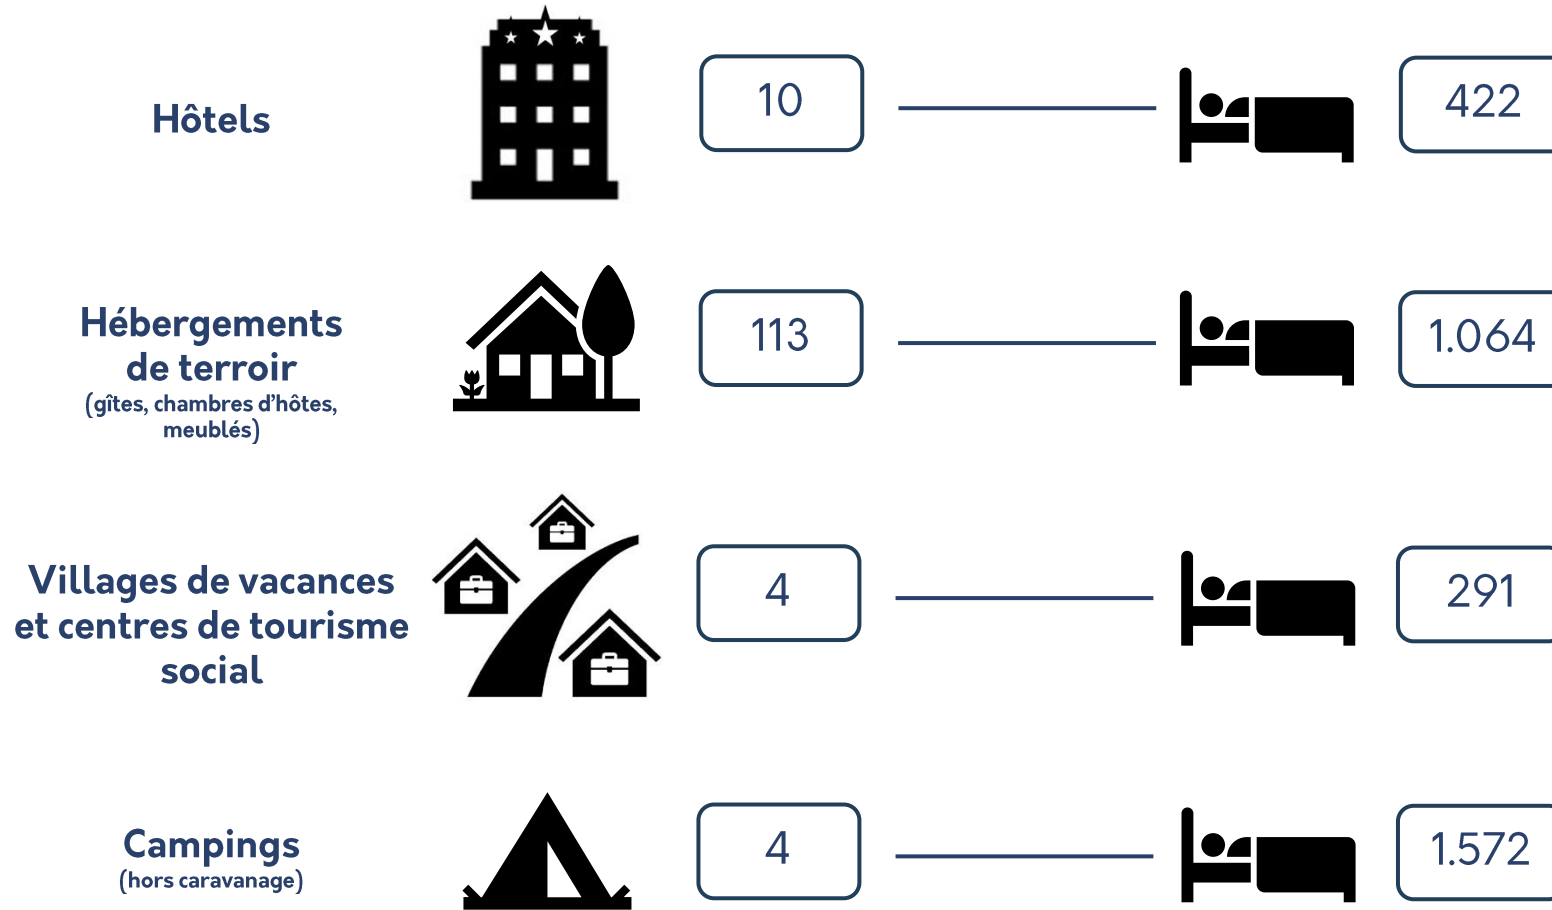 Hôtels
10
422
Hébergements
de terroir
(gîtes, chambres d'hôtes,
meublés)
113
1.064
Villages de vacances
et centres de tourisme
social
4
291
Campings
(hors caravanage)
4
1.572